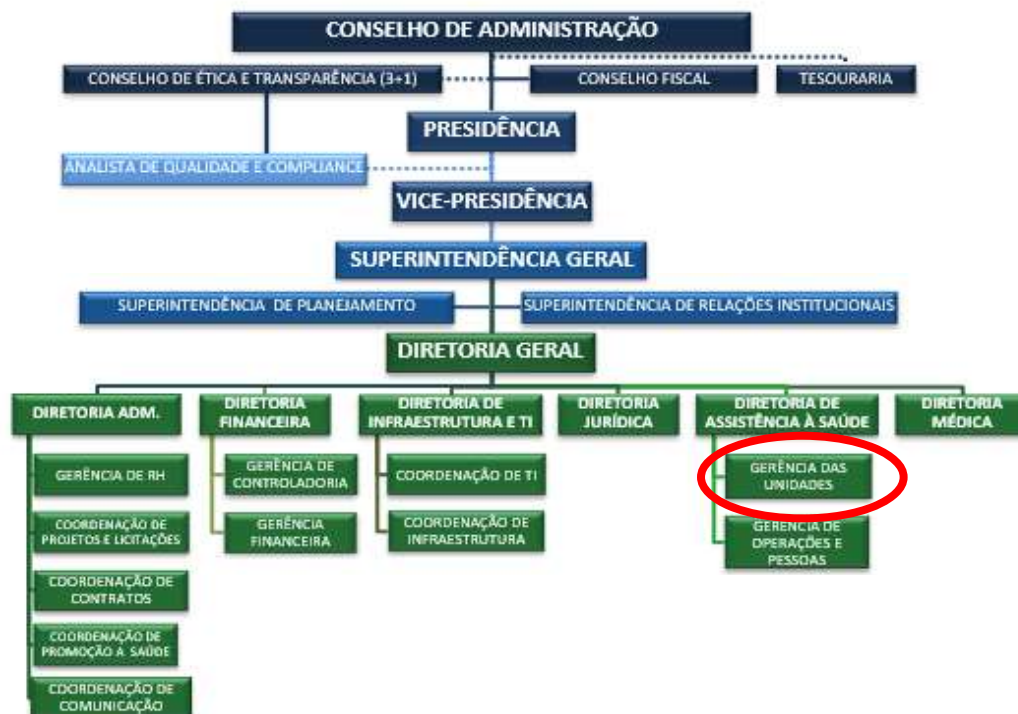 CONSELHO DE ADMINISTRAÇÃO
CONSELHO DE ÉTICA E TRANSPARÊNCIA (3+1)
CONSELHO FISCAL
TESOURARIA
PRESIDÊNCIA
ANALISTA DE QUALIDADE E COMPLIANCE
VICE-PRESIDÊNCIA
SUPERINTENDÊNCIA GERAL
SUPERINTENDÊNCIA DE PLANEJAMENTO
SUPERINTENDÊNCIA DE RELAÇÕES INSTITUCIONAIS
DIRETORIA GERAL
DIRETORIA ADM.
DIRETORIA
FINANCEIRA
DIRETORIA DE
INFRAESTRUTURA E TI
DIRETORIA
JURÍDICA
DIRETORIA DE
ASSISTÊNCIA À SAÚDE
DIRETORIA
MÉDICA
GERÊNCIA DE RH
GERÊNCIA DE
CONTROLADORIA
COORDENAÇÃO DE TI
GERÊNCIA DAS
UNIDADES
COORDENAÇÃO DE
PROJETOS E LICITAÇÕES
GERÊNCIA
FINANCEIRA
COORDENAÇÃO DE
INFRAESTRUTURA
GERÊNCIA DE
OPERAÇÕES E
PESSOAS
COORDENAÇÃO DE
CONTRATOS
COORDENAÇÃO DE
PROMOÇÃO A SAÚDE
COORDENAÇÃO DE
COMUNICAÇÃO